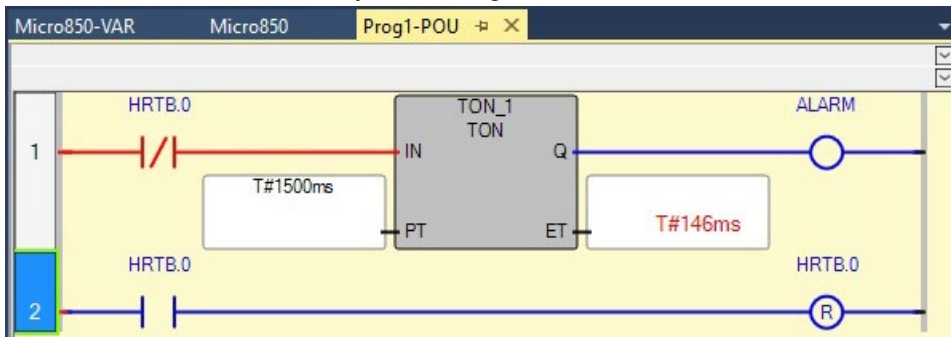 Micro850-VAR Micro850 Prog1-POU
HRTB.0 TON_1 ALARM
TON
1 IN Q
T#1500ms
PT ET T#146ms
HRTB.0 HRTB.0
2 R